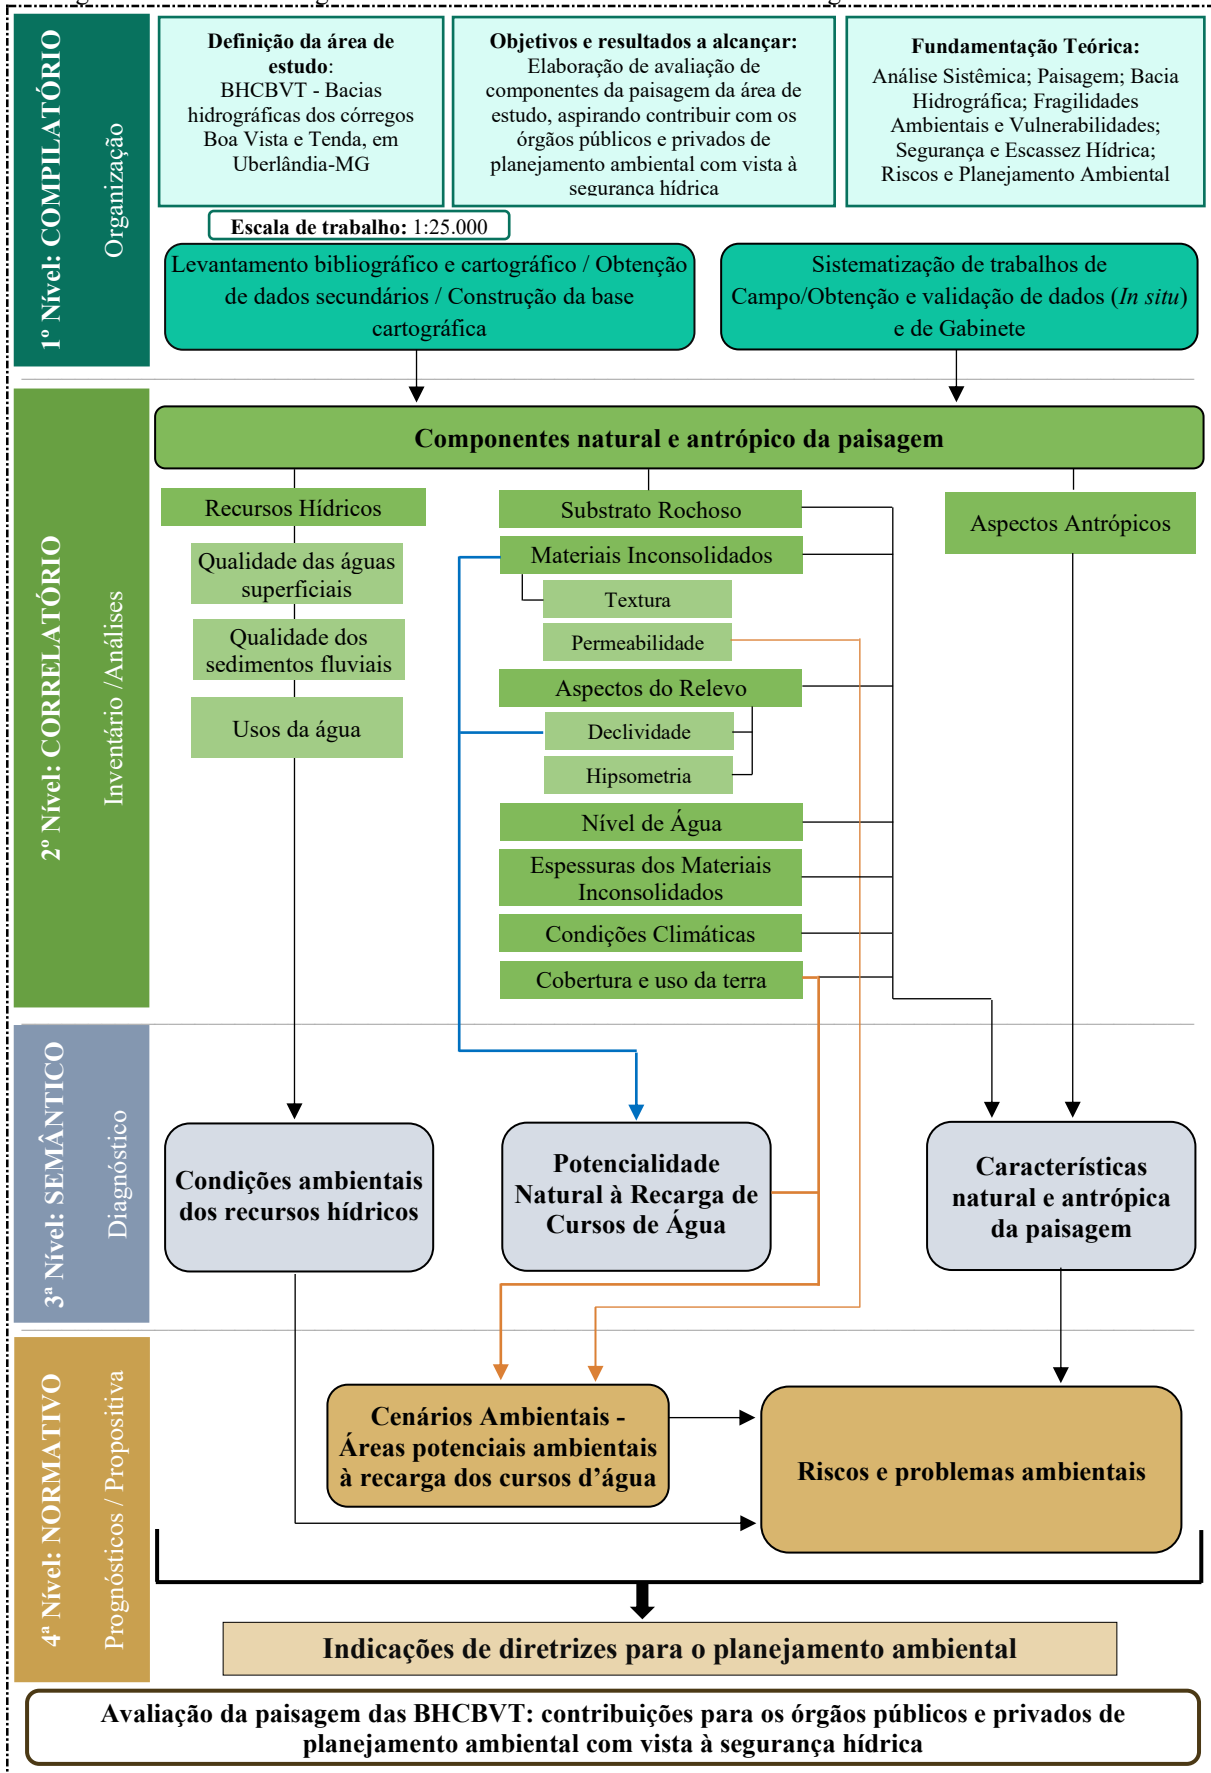 1º Nível: COMPILATÓRIO
Organização
Definição da área de
estudo:
BHCBVT - Bacias
hidrográficas dos córregos
Boa Vista e Tenda, em
Uberlândia-MG
Objetivos e resultados a alcançar:
Elaboração de avaliação de
componentes da paisagem da área de
estudo, aspirando contribuir com os
órgãos públicos e privados de
planejamento ambiental com vista à
segurança hídrica
Fundamentação Teórica:
Análise Sistêmica; Paisagem; Bacia
Hidrográfica; Fragilidades
Ambientais e Vulnerabilidades;
Segurança e Escassez Hídrica;
Riscos e Planejamento Ambiental
Escala de trabalho: 1:25.000
Levantamento bibliográfico e cartográfico / Obtenção
de dados secundários / Construção da base
cartográfica
Sistematização de trabalhos de
Campo/Obtenção e validação de dados (In situ)
e de Gabinete
2º Nível: CORRELATÓRIO
Inventário /Análises
Componentes natural e antrópico da paisagem
Recursos Hídricos
Qualidade das águas
superficiais
Qualidade dos
sedimentos fluviais
Usos da água
Substrato Rochoso
Materiais Inconsolidados
Textura
Permeabilidade
Aspectos do Relevo
Declividade
Hipsometria
Nível de Água
Espessuras dos Materiais
Inconsolidados
Condições Climáticas
Cobertura e uso da terra
Aspectos Antrópicos
3ª Nível: SEMÂNTICO
Diagnóstico
Condições ambientais
dos recursos hídricos
Potencialidade
Natural à Recarga de
Cursos de Água
Características
natural e antrópica
da paisagem
4ª Nível: NORMATIVO
Prognósticos / Propositiva
Cenários Ambientais -
Áreas potenciais ambientais
à recarga dos cursos d’água
Riscos e problemas ambientais
Indicações de diretrizes para o planejamento ambiental
Avaliação da paisagem das BHCBVT: contribuições para os órgãos públicos e privados de
planejamento ambiental com vista à segurança hídrica